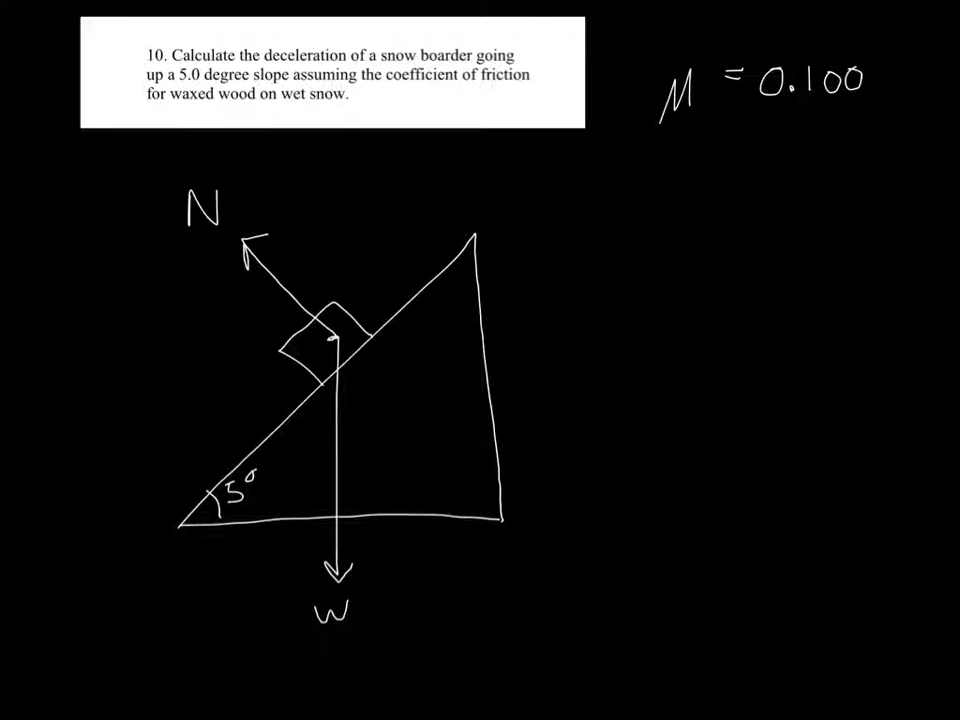 10. Calculate the deceleration of a snow boarder going
up a 5.0 degree slope assuming the coefficient of friction
for waxed wood on wet snow.
μ = 0.100
N
5°
W